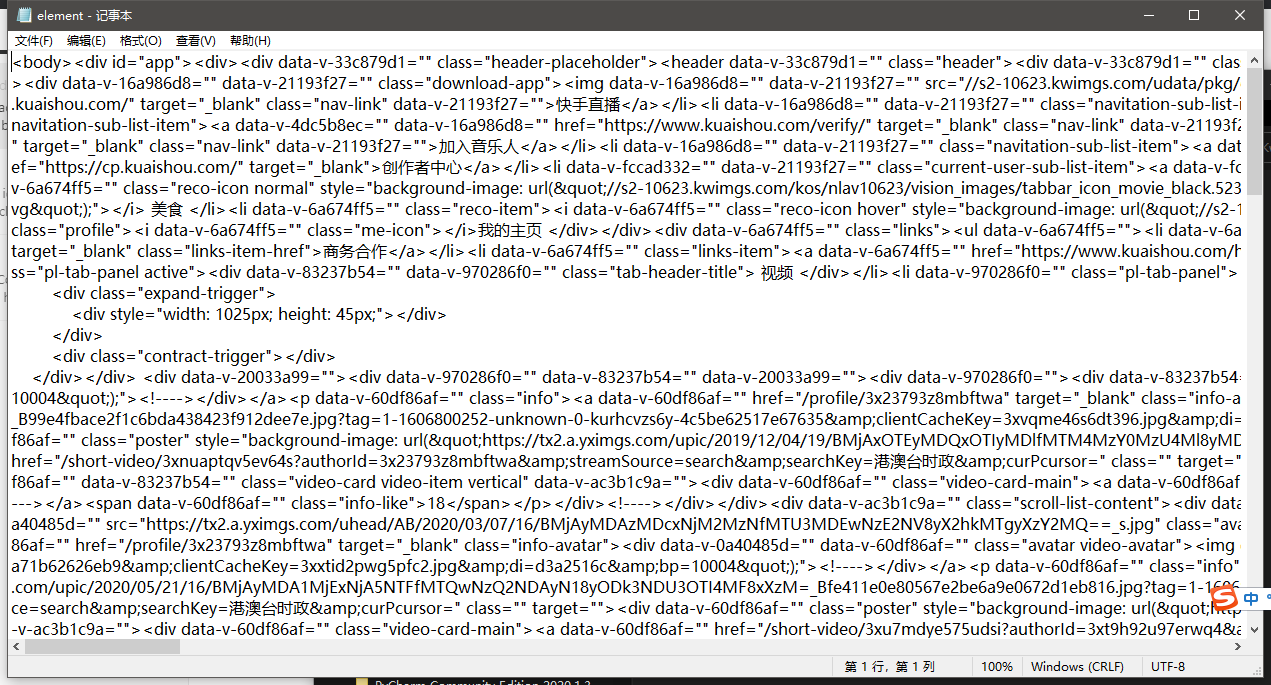 element - 记事本
文件(F) 编辑(E) 格式(O) 查看(V) 帮助(H)
<body><div id="app"><div><div data-v-33c879d1="" class="header-placeholder"><header data-v-33c879d1="" class="header"><div data-v-33c879d1="" clas
><div data-v-16a986d8="" data-v-21193f27="" class="download-app"><img data-v-16a986d8="" data-v-21193f27="" src="//s2-10623.kwimgs.com/udata/pkg/
.kuaishou.com/" target="_blank" class="nav-link" data-v-21193f27="">快手直播</a></li><li data-v-16a986d8="" data-v-21193f27="" class="navitation-sub-list-i
navitation-sub-list-item"><a data-v-4dc5b8ec="" data-v-16a986d8="" href="https://www.kuaishou.com/verify/" target="_blank" class="nav-link" data-v-21193f2
" target="_blank" class="nav-link" data-v-21193f27="">加入音乐人</a></li><li data-v-16a986d8="" data-v-21193f27="" class="navitation-sub-list-item"><a dat
ef="https://cp.kuaishou.com/" target="_blank">创作者中心</a></li><li data-v-fccad332="" data-v-21193f27="" class="current-user-sub-list-item"><a data-v-fc
v-6a674ff5="" class="reco-icon normal" style="background-image: url(&quot;//s2-10623.kwimgs.com/kos/nlav10623/vision_images/tabbar_icon_movie_black.523
vg&quot;);"></i> 美食 </li><li data-v-6a674ff5="" class="reco-item"><i data-v-6a674ff5="" class="reco-icon hover" style="background-image: url(&quot;//s2-1
class="profile"><i data-v-6a674ff5="" class="me-icon"></i>我的主页 </div></div><div data-v-6a674ff5="" class="links"><ul data-v-6a674ff5=""><li data-v-6a
target="_blank" class="links-item-href">商务合作</a></li><li data-v-6a674ff5="" class="links-item"><a data-v-6a674ff5="" href="https://www.kuaishou.com/h
ss="pl-tab-panel active"><div data-v-83237b54="" data-v-970286f0="" class="tab-header-title"> 视频 </div></li><li data-v-970286f0="" class="pl-tab-panel">
<div class="expand-trigger">
<div style="width: 1025px; height: 45px;"></div>
</div>
<div class="contract-trigger"></div>
</div></div> <div data-v-20033a99=""><div data-v-970286f0="" data-v-83237b54="" data-v-20033a99=""><div data-v-970286f0=""><div data-v-83237b54=
10004&quot;);"><!----></div></a><p data-v-60df86af="" class="info"><a data-v-60df86af="" href="/profile/3x23793z8mbftwa" target="_blank" class="info-a
_B99e4fbace2f1c6bda438423f912dee7e.jpg?tag=1-1606800252-unknown-0-kurhcvzs6y-4c5be62517e67635&amp;clientCacheKey=3xvqme46s6dt396.jpg&amp;di=
f86af="" class="poster" style="background-image: url(&quot;https://tx2.a.yximgs.com/upic/2019/12/04/19/BMjAxOTEyMDQxOTIyMDlfMTM4MzY0MzU4Ml8yMD
href="/short-video/3xnuaptqv5ev64s?authorId=3x23793z8mbftwa&amp;streamSource=search&amp;searchKey=港澳台时政&amp;curPcursor=" class="" target="
f86af="" data-v-83237b54="" class="video-card video-item vertical" data-v-ac3b1c9a=""><div data-v-60df86af="" class="video-card-main"><a data-v-60df86af
---></a><span data-v-60df86af="" class="info-like">18</span></p></div><!----></div></div><div data-v-ac3b1c9a="" class="scroll-list-content"><div data
a40485d="" src="https://tx2.a.yximgs.com/uhead/AB/2020/03/07/16/BMjAyMDAzMDcxNjM2MzNfMTU3MDEwNzE2NV8yX2hkMTgyXzY2MQ==_s.jpg" class="ava
86af="" href="/profile/3x23793z8mbftwa" target="_blank" class="info-avatar"><div data-v-0a40485d="" data-v-60df86af="" class="avatar video-avatar"><img
a71b62626eb9&amp;clientCacheKey=3xxtid2pwg5pfc2.jpg&amp;di=d3a2516c&amp;bp=10004&quot;);"><!----></div></a><p data-v-60df86af="" class="info"
.com/upic/2020/05/21/16/BMjAyMDA1MjExNjA5NTFfMTQwNzQ2NDAyN18yODk3NDU3OTI4MF8xXzM=_Bfe411e0e80567e2be6a9e0672d1eb816.jpg?tag=1-1606
ce=search&amp;searchKey=港澳台时政&amp;curPcursor=" class="" target=""><div data-v-60df86af="" class="poster" style="background-image: url(&quot;http
-v-ac3b1c9a=""><div data-v-60df86af="" class="video-card-main"><a data-v-60df86af="" href="/short-video/3xu7mdye575udsi?authorId=3xt9h92u97erwq4&a
中
第 1 行，第 1 列 100% Windows (CRLF) UTF-8
PyCharm Community Edition 2020.1.3